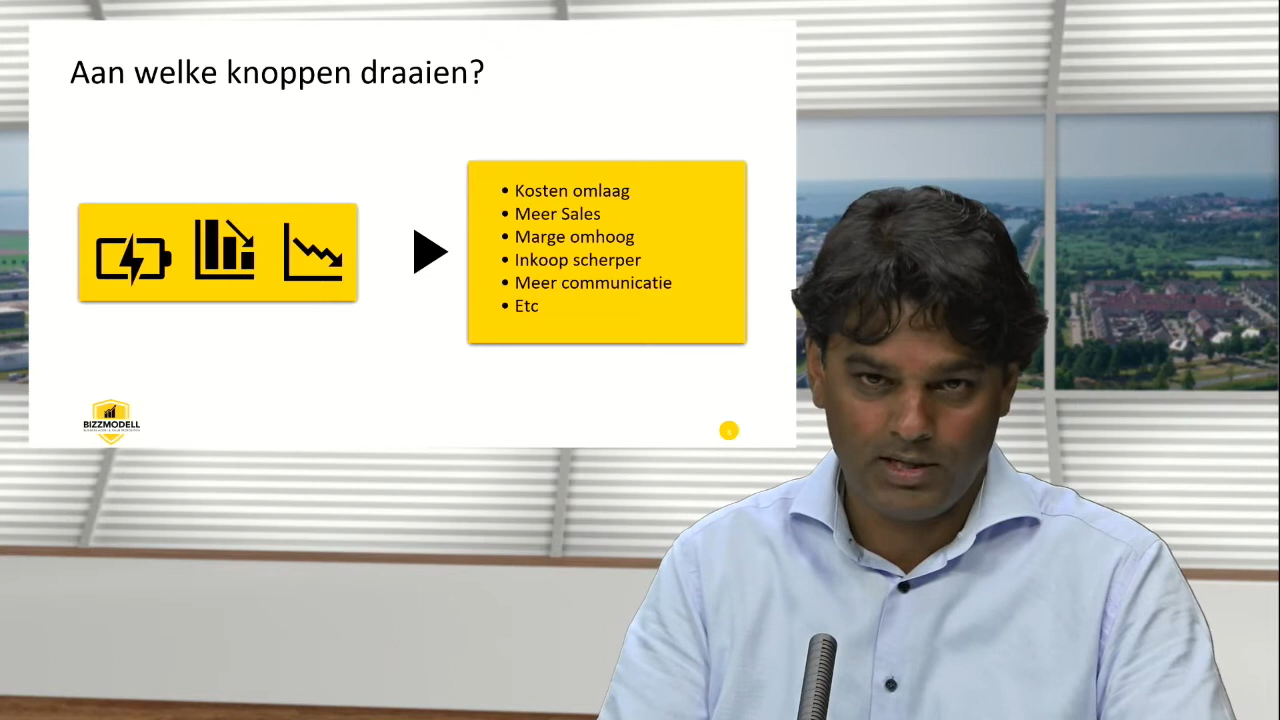 Aan welke knoppen draaien?
• Kosten omlaag
• Meer Sales
• Marge omhoog
• Inkoop scherper
• Meer communicatie
• Etc
BIZZMODELL